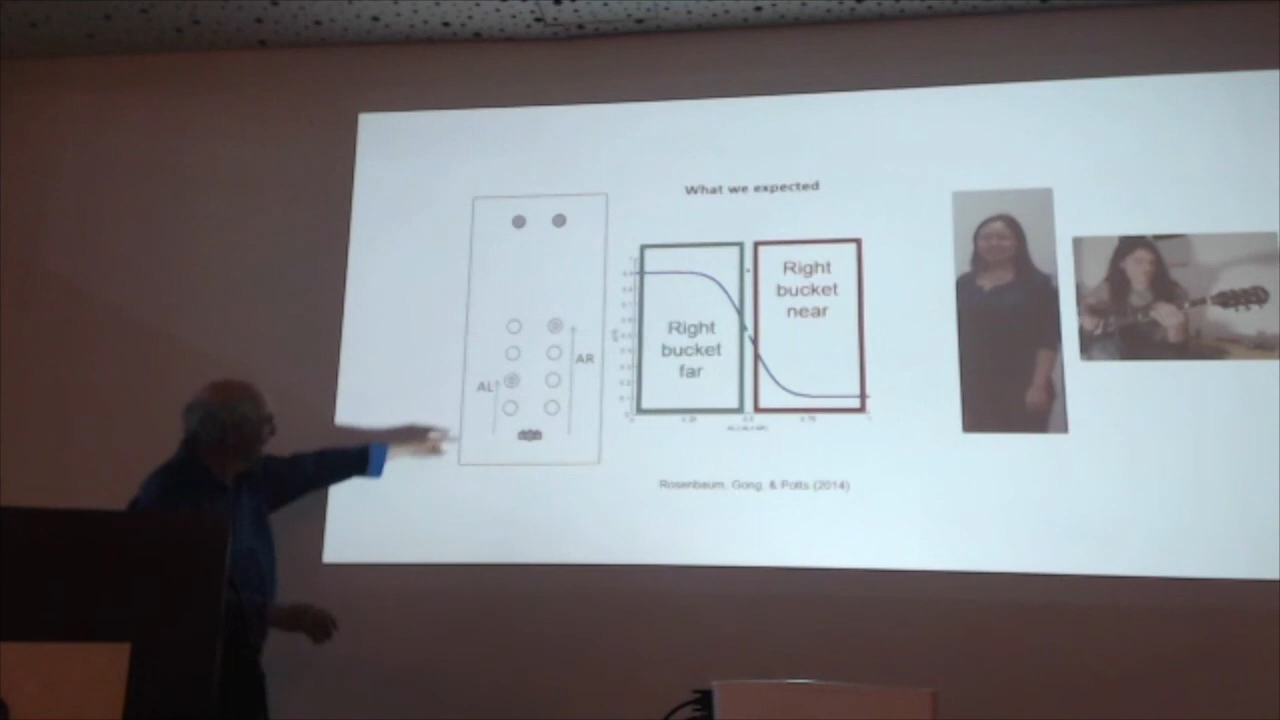 What we expected
Right
bucket
near
Right
bucket
far
AR
AL
Rosenbaum, Gong, & Potts (2014)